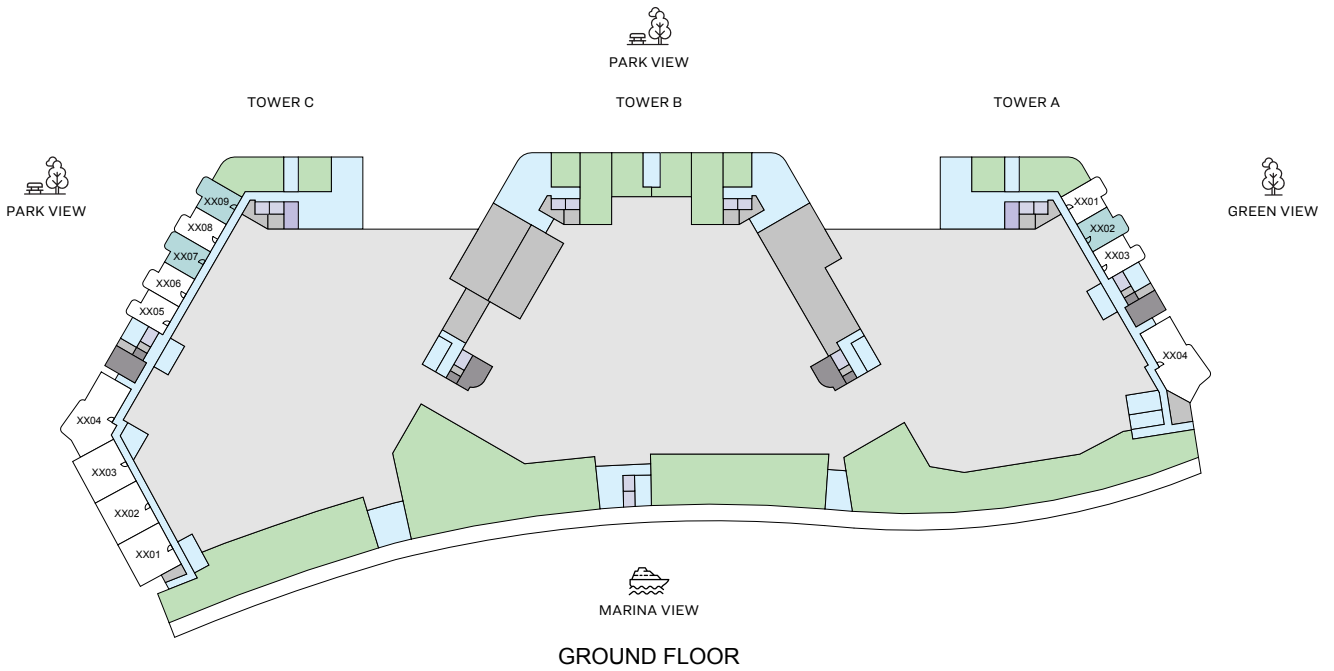 PARK VIEW
TOWER C
TOWER B
TOWER A
PARK VIEW
GREEN VIEW
XX09
XX08
XX07
XX06
XX05
XX04
XX03
XX02
XX01
XX01
XX02
XX03
XX04
MARINA VIEW
GROUND FLOOR